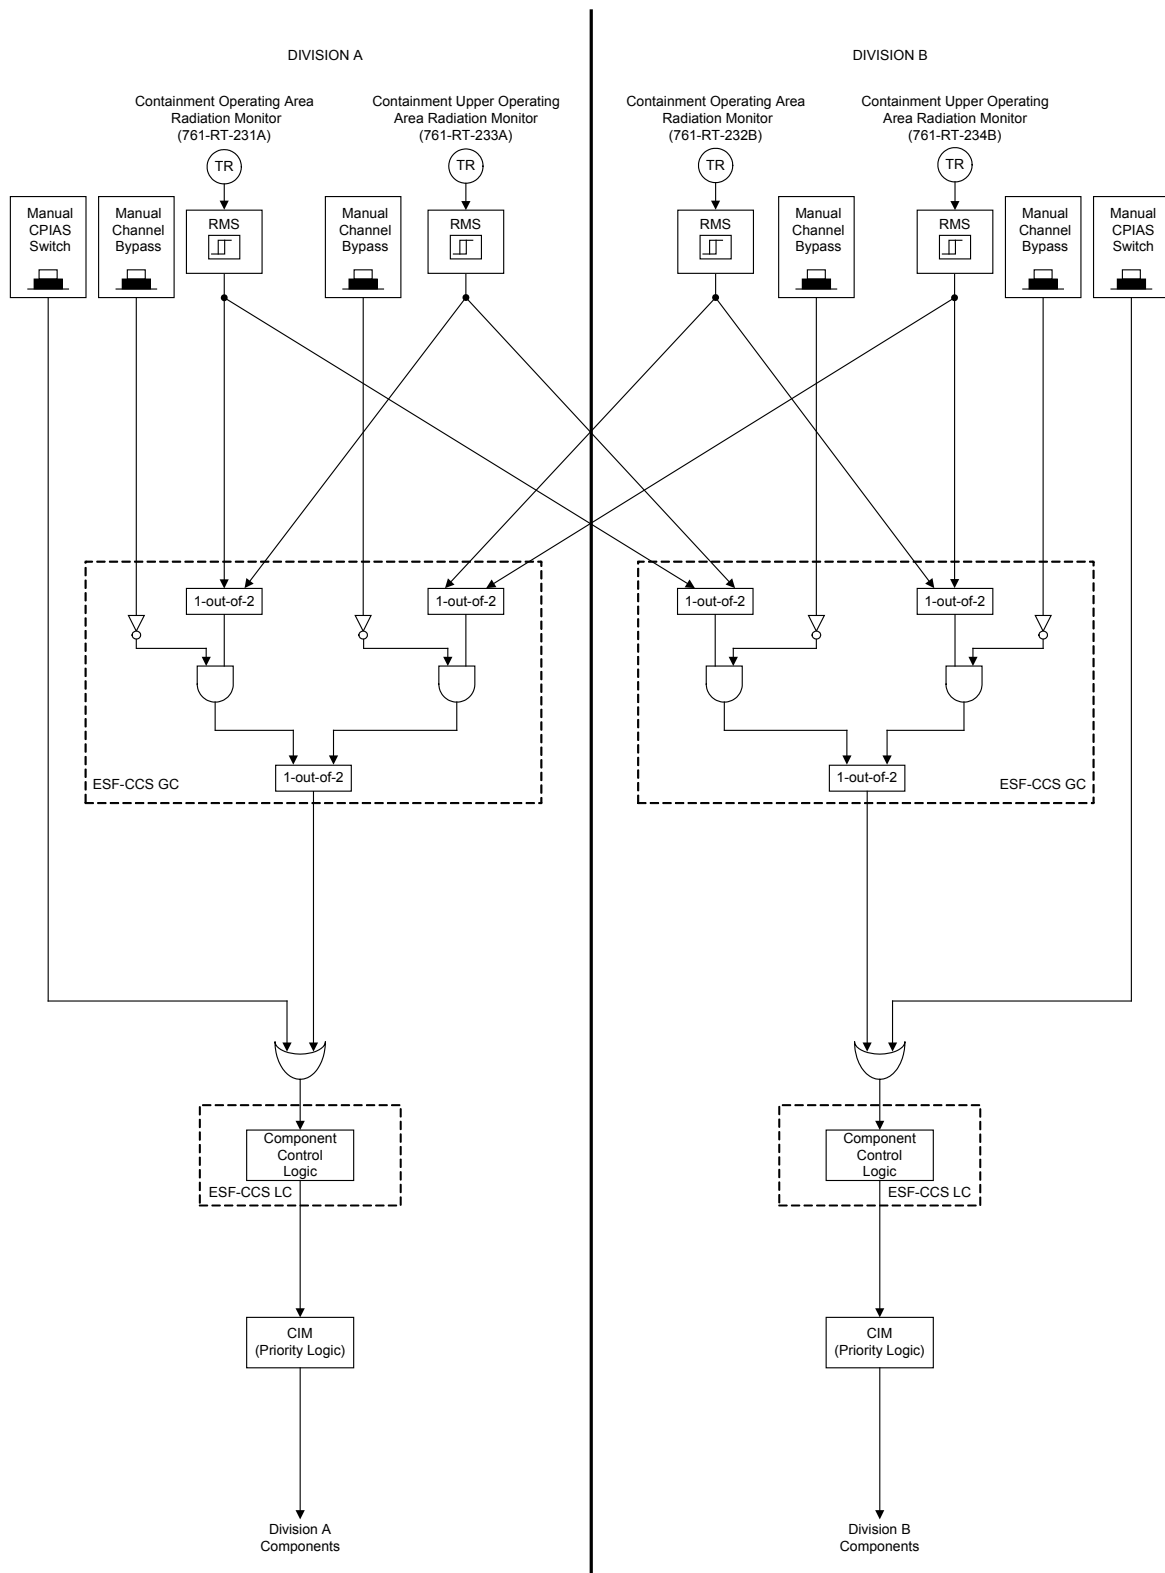 DIVISION A
DIVISION B
Containment Operating Area
Radiation Monitor
(761-RT-231A)
Containment Upper Operating
Area Radiation Monitor
(761-RT-233A)
Containment Operating Area
Radiation Monitor
(761-RT-232B)
Containment Upper Operating
Area Radiation Monitor
(761-RT-234B)
TR
TR
TR
TR
Manual
CPIAS
Switch
Manual
Channel
Bypass
RMS
Manual
Channel
Bypass
RMS
RMS
Manual
Channel
Bypass
RMS
Manual
Channel
Bypass
Manual
CPIAS
Switch
1-out-of-2
1-out-of-2
1-out-of-2
1-out-of-2
1-out-of-2
ESF-CCS GC
1-out-of-2
ESF-CCS GC
Component
Control
Logic
ESF-CCS LC
Component
Control
Logic
ESF-CCS LC
CIM
(Priority Logic)
CIM
(Priority Logic)
Division A
Components
Division B
Components